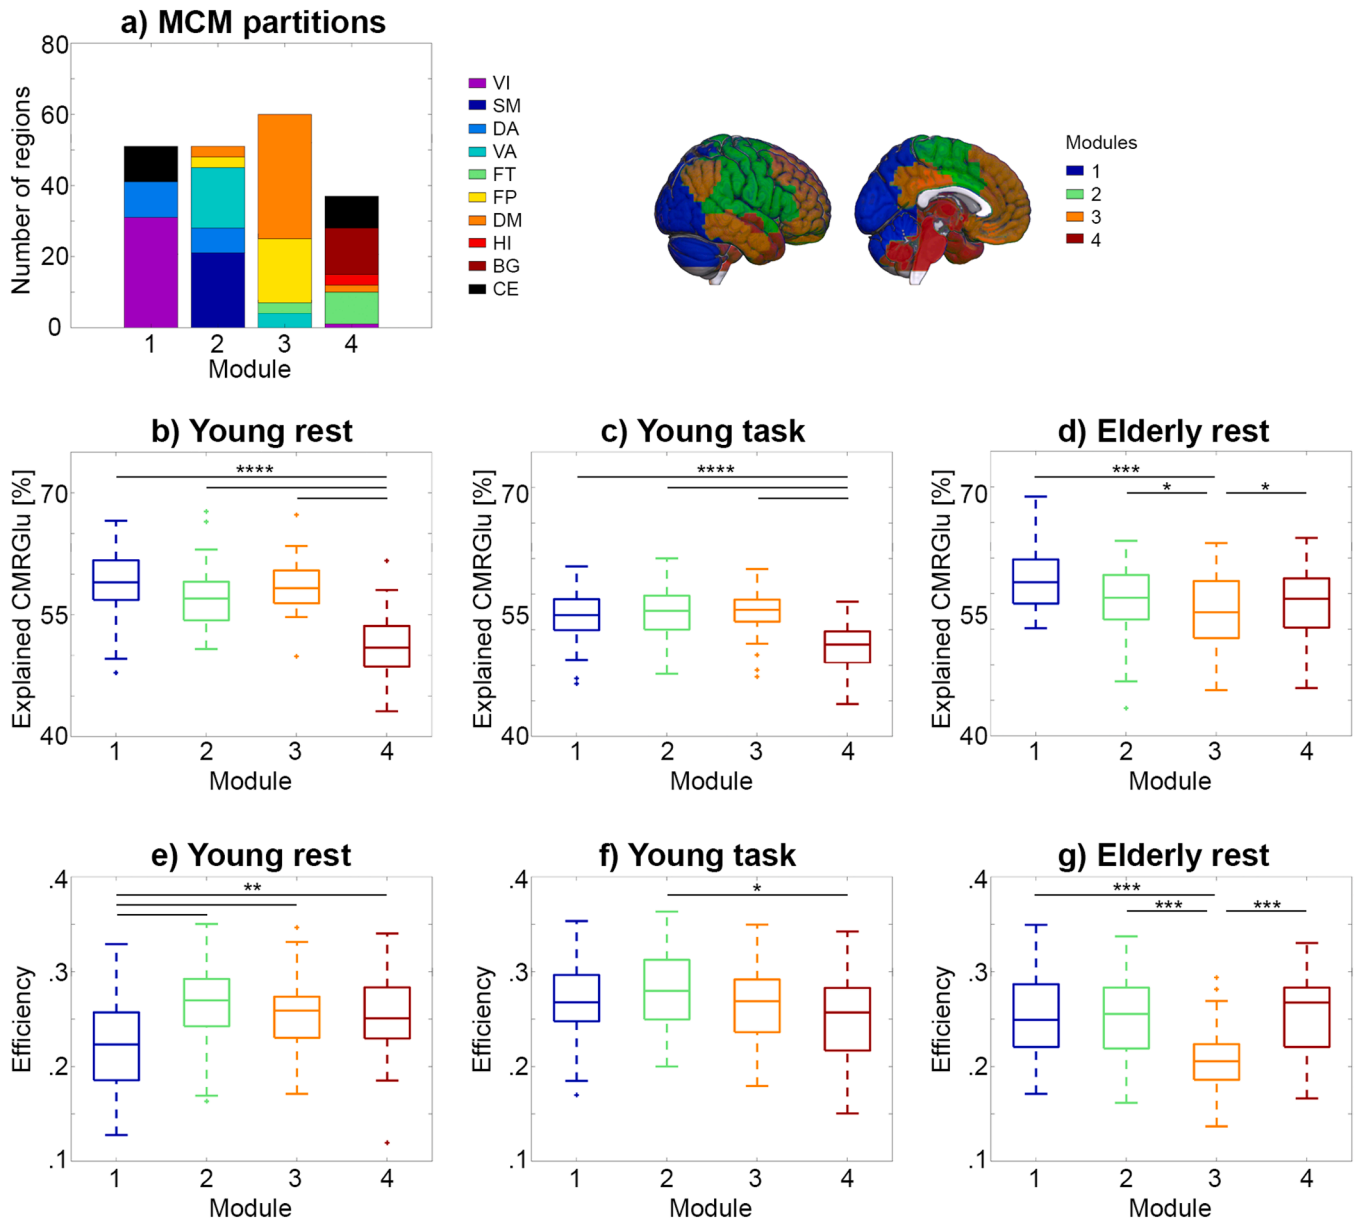 a) MCM partitions
80
60
40
20
0
Number of regions
1 2 3 4
Module
VI
SM
DA
VA
FT
FP
DM
HI
BG
CE
Modules
1
2
3
4
b) Young rest
****
70
55
40
Explained CMRGlu [%]
1 2 3 4
Module
c) Young task
****
70
55
40
Explained CMRGlu [%]
1 2 3 4
Module
d) Elderly rest
***
* *
70
55
40
Explained CMRGlu [%]
1 2 3 4
Module
e) Young rest
**
.4
.3
.2
.1
Efficiency
1 2 3 4
Module
f) Young task
*
.4
.3
.2
.1
Efficiency
1 2 3 4
Module
g) Elderly rest
***
*** ***
.4
.3
.2
.1
Efficiency
1 2 3 4
Module